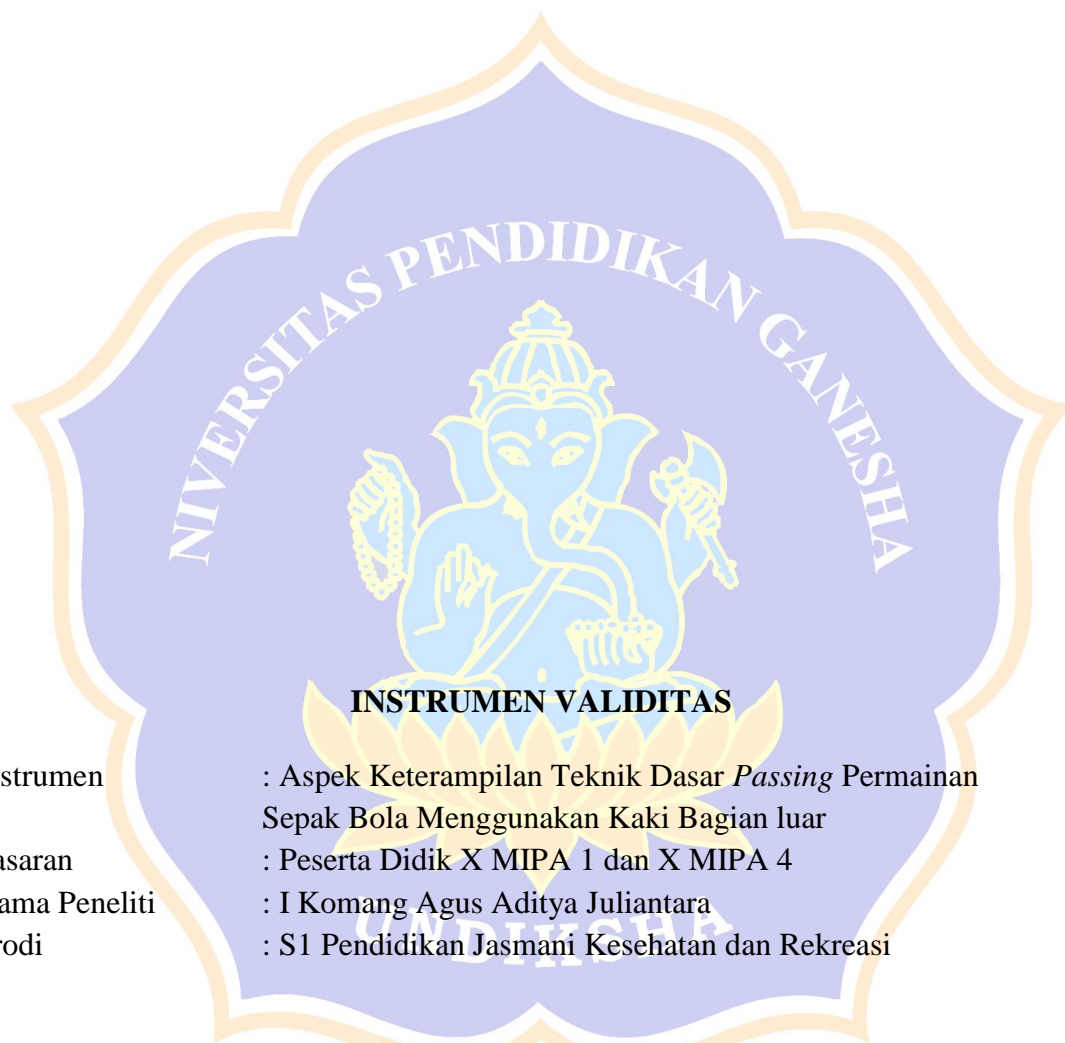 NIVERSITAS PENDIDIKAN GANESHA
INSTRUMEN VALIDITAS
strumen : Aspek Keterampilan Teknik Dasar Passing Permainan
Sepak Bola Menggunakan Kaki Bagian luar
asaran : Peserta Didik X MIPA 1 dan X MIPA 4
ama Peneliti : I Komang Agus Aditya Juliantara
rodi : S1 Pendidikan Jasmani Kesehatan dan Rekreasi
UNDIKSHA